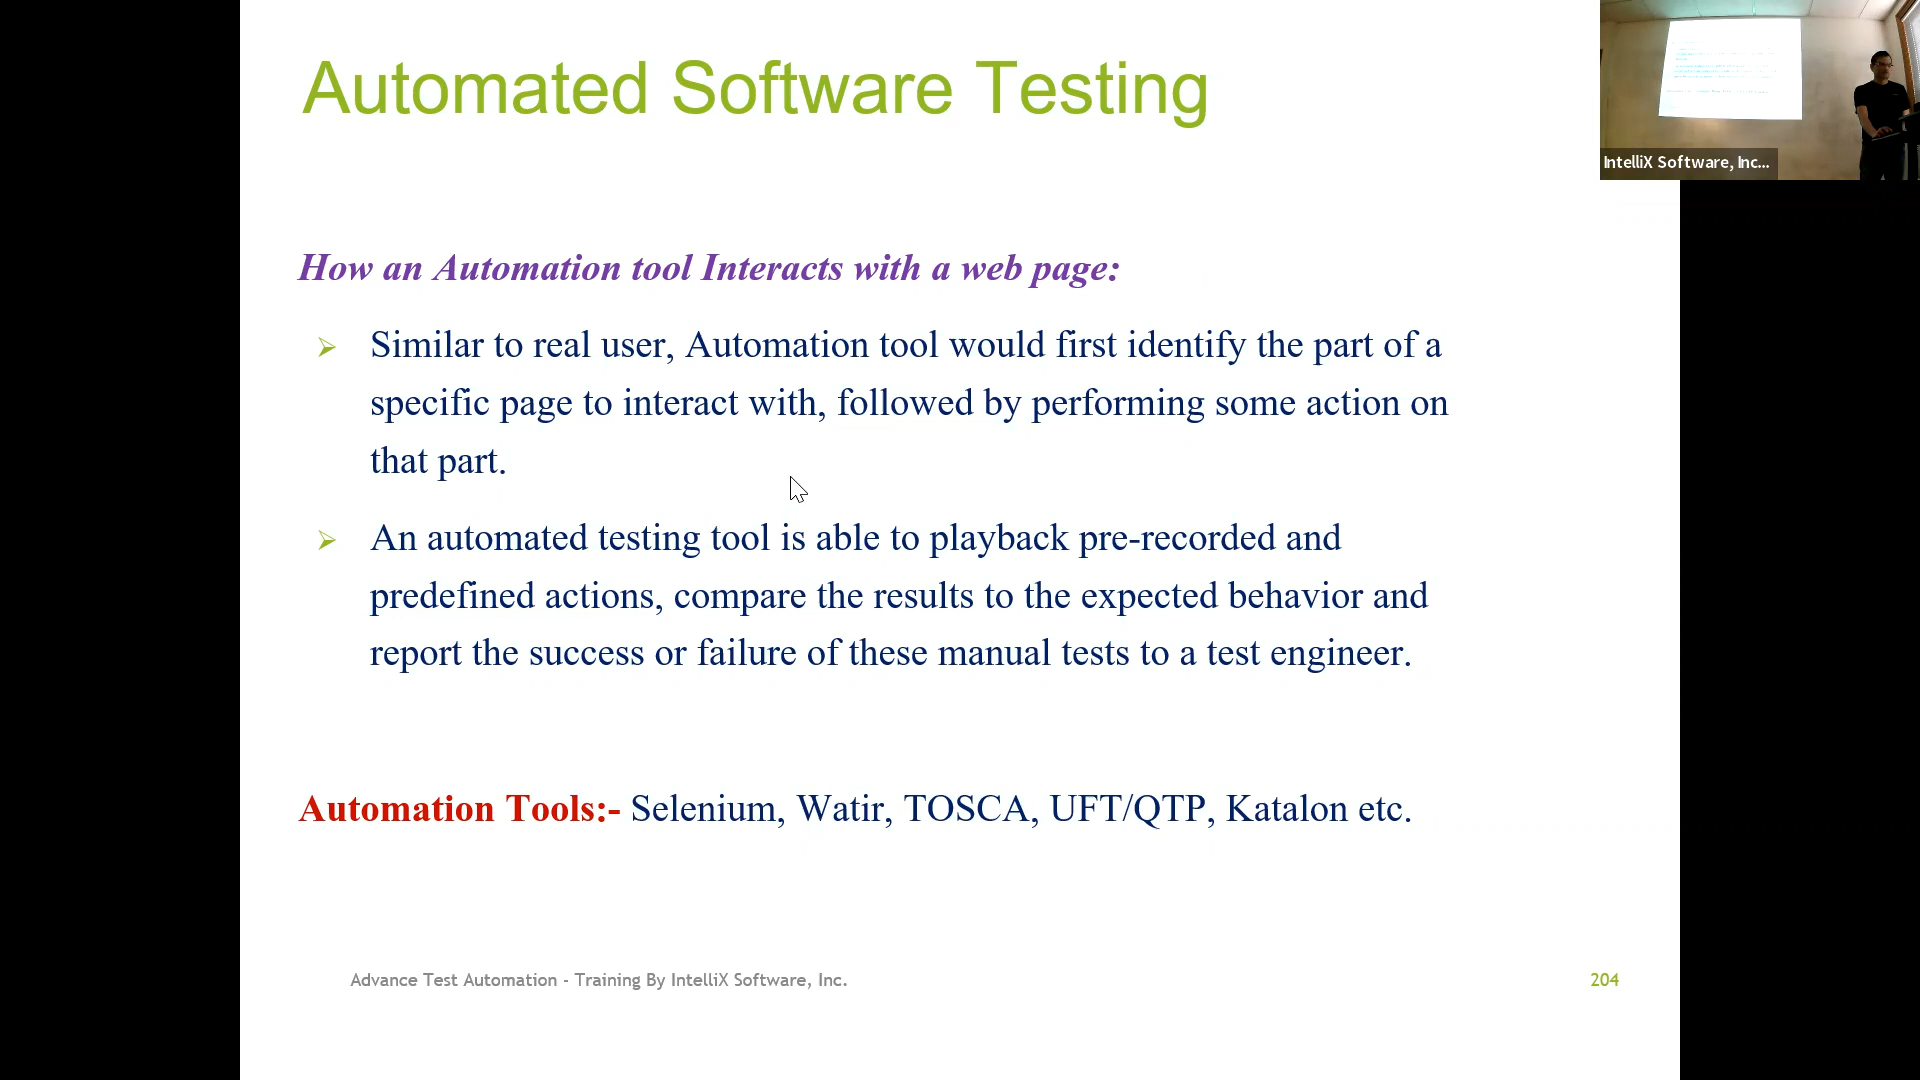 Automated Software Testing
IntelliX Software, Inc...
How an Automation tool Interacts with a web page:
Similar to real user, Automation tool would first identify the part of a
specific page to interact with, followed by performing some action on
that part.
An automated testing tool is able to playback pre-recorded and
predefined actions, compare the results to the expected behavior and
report the success or failure of these manual tests to a test engineer.
Automation Tools:- Selenium, Watir, TOSCA, UFT/QTP, Katalon etc.
Advance Test Automation - Training By IntelliX Software, Inc.
204